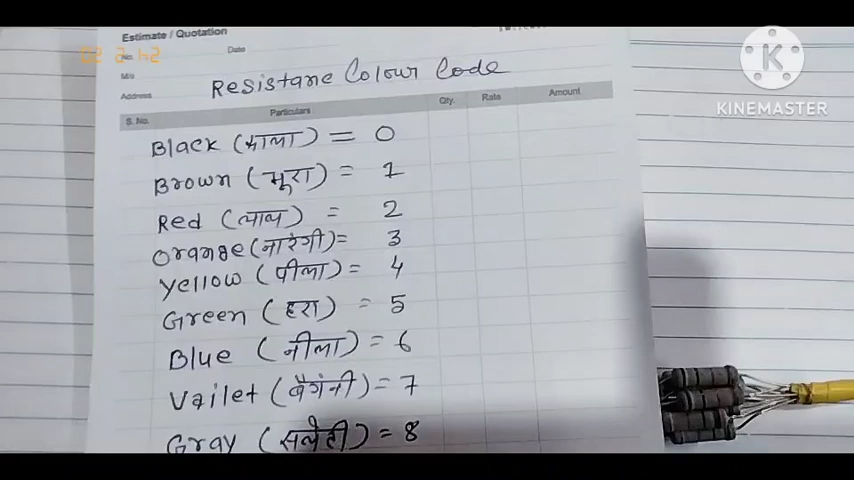 Estimate / Quotation
No. Date
M/s
Address
Resistane Colour Code
S. No. Particulars Qty. Rate Amount
Black (काला) = 0
Brown (भूरा) = 1
Red (लाल) = 2
Orange (नारंगी) = 3
Yellow (पीला) = 4
Green (हरा) = 5
Blue (नीला) = 6
Vailet (बैगंनी) = 7
Gray (सलेटी) = 8
KINEMASTER